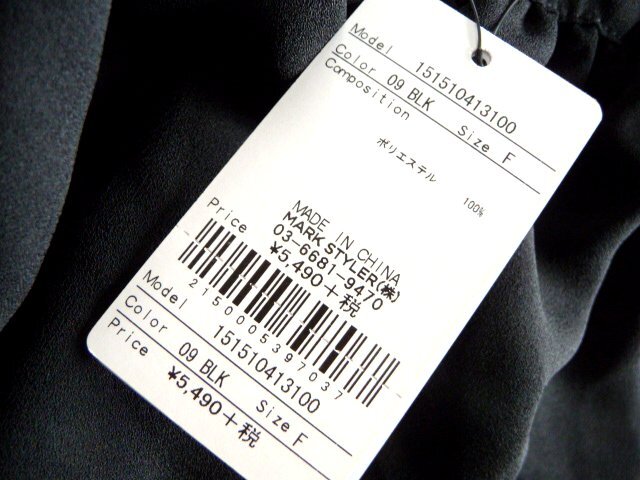 Model 151510413100
Color 09 BLK Size F
Composition
ポリエステル 100%
MADE IN CHINA
MARK STYLER(株)
03-6681-9470
Price ¥5,490+税
2150005397037
Model 151510413100
Color 09 BLK Size F
Price ¥5,490+税